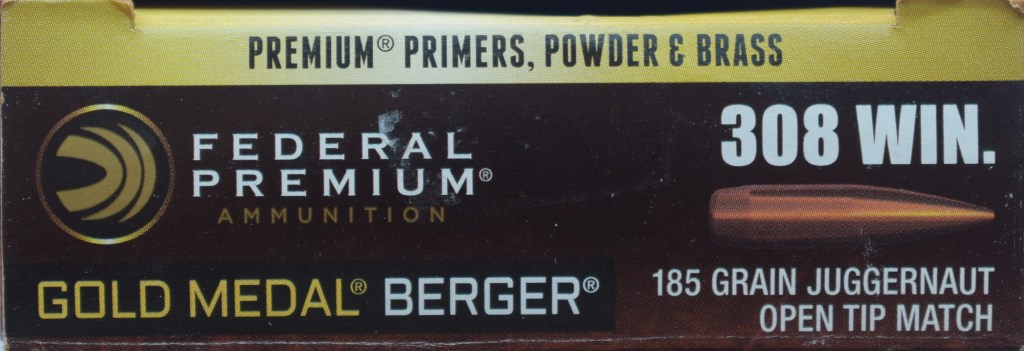 PREMIUM® PRIMERS, POWDER & BRASS
FEDERAL
PREMIUM®
AMMUNITION
308 WIN.
GOLD MEDAL® BERGER®
185 GRAIN JUGGERNAUT
OPEN TIP MATCH